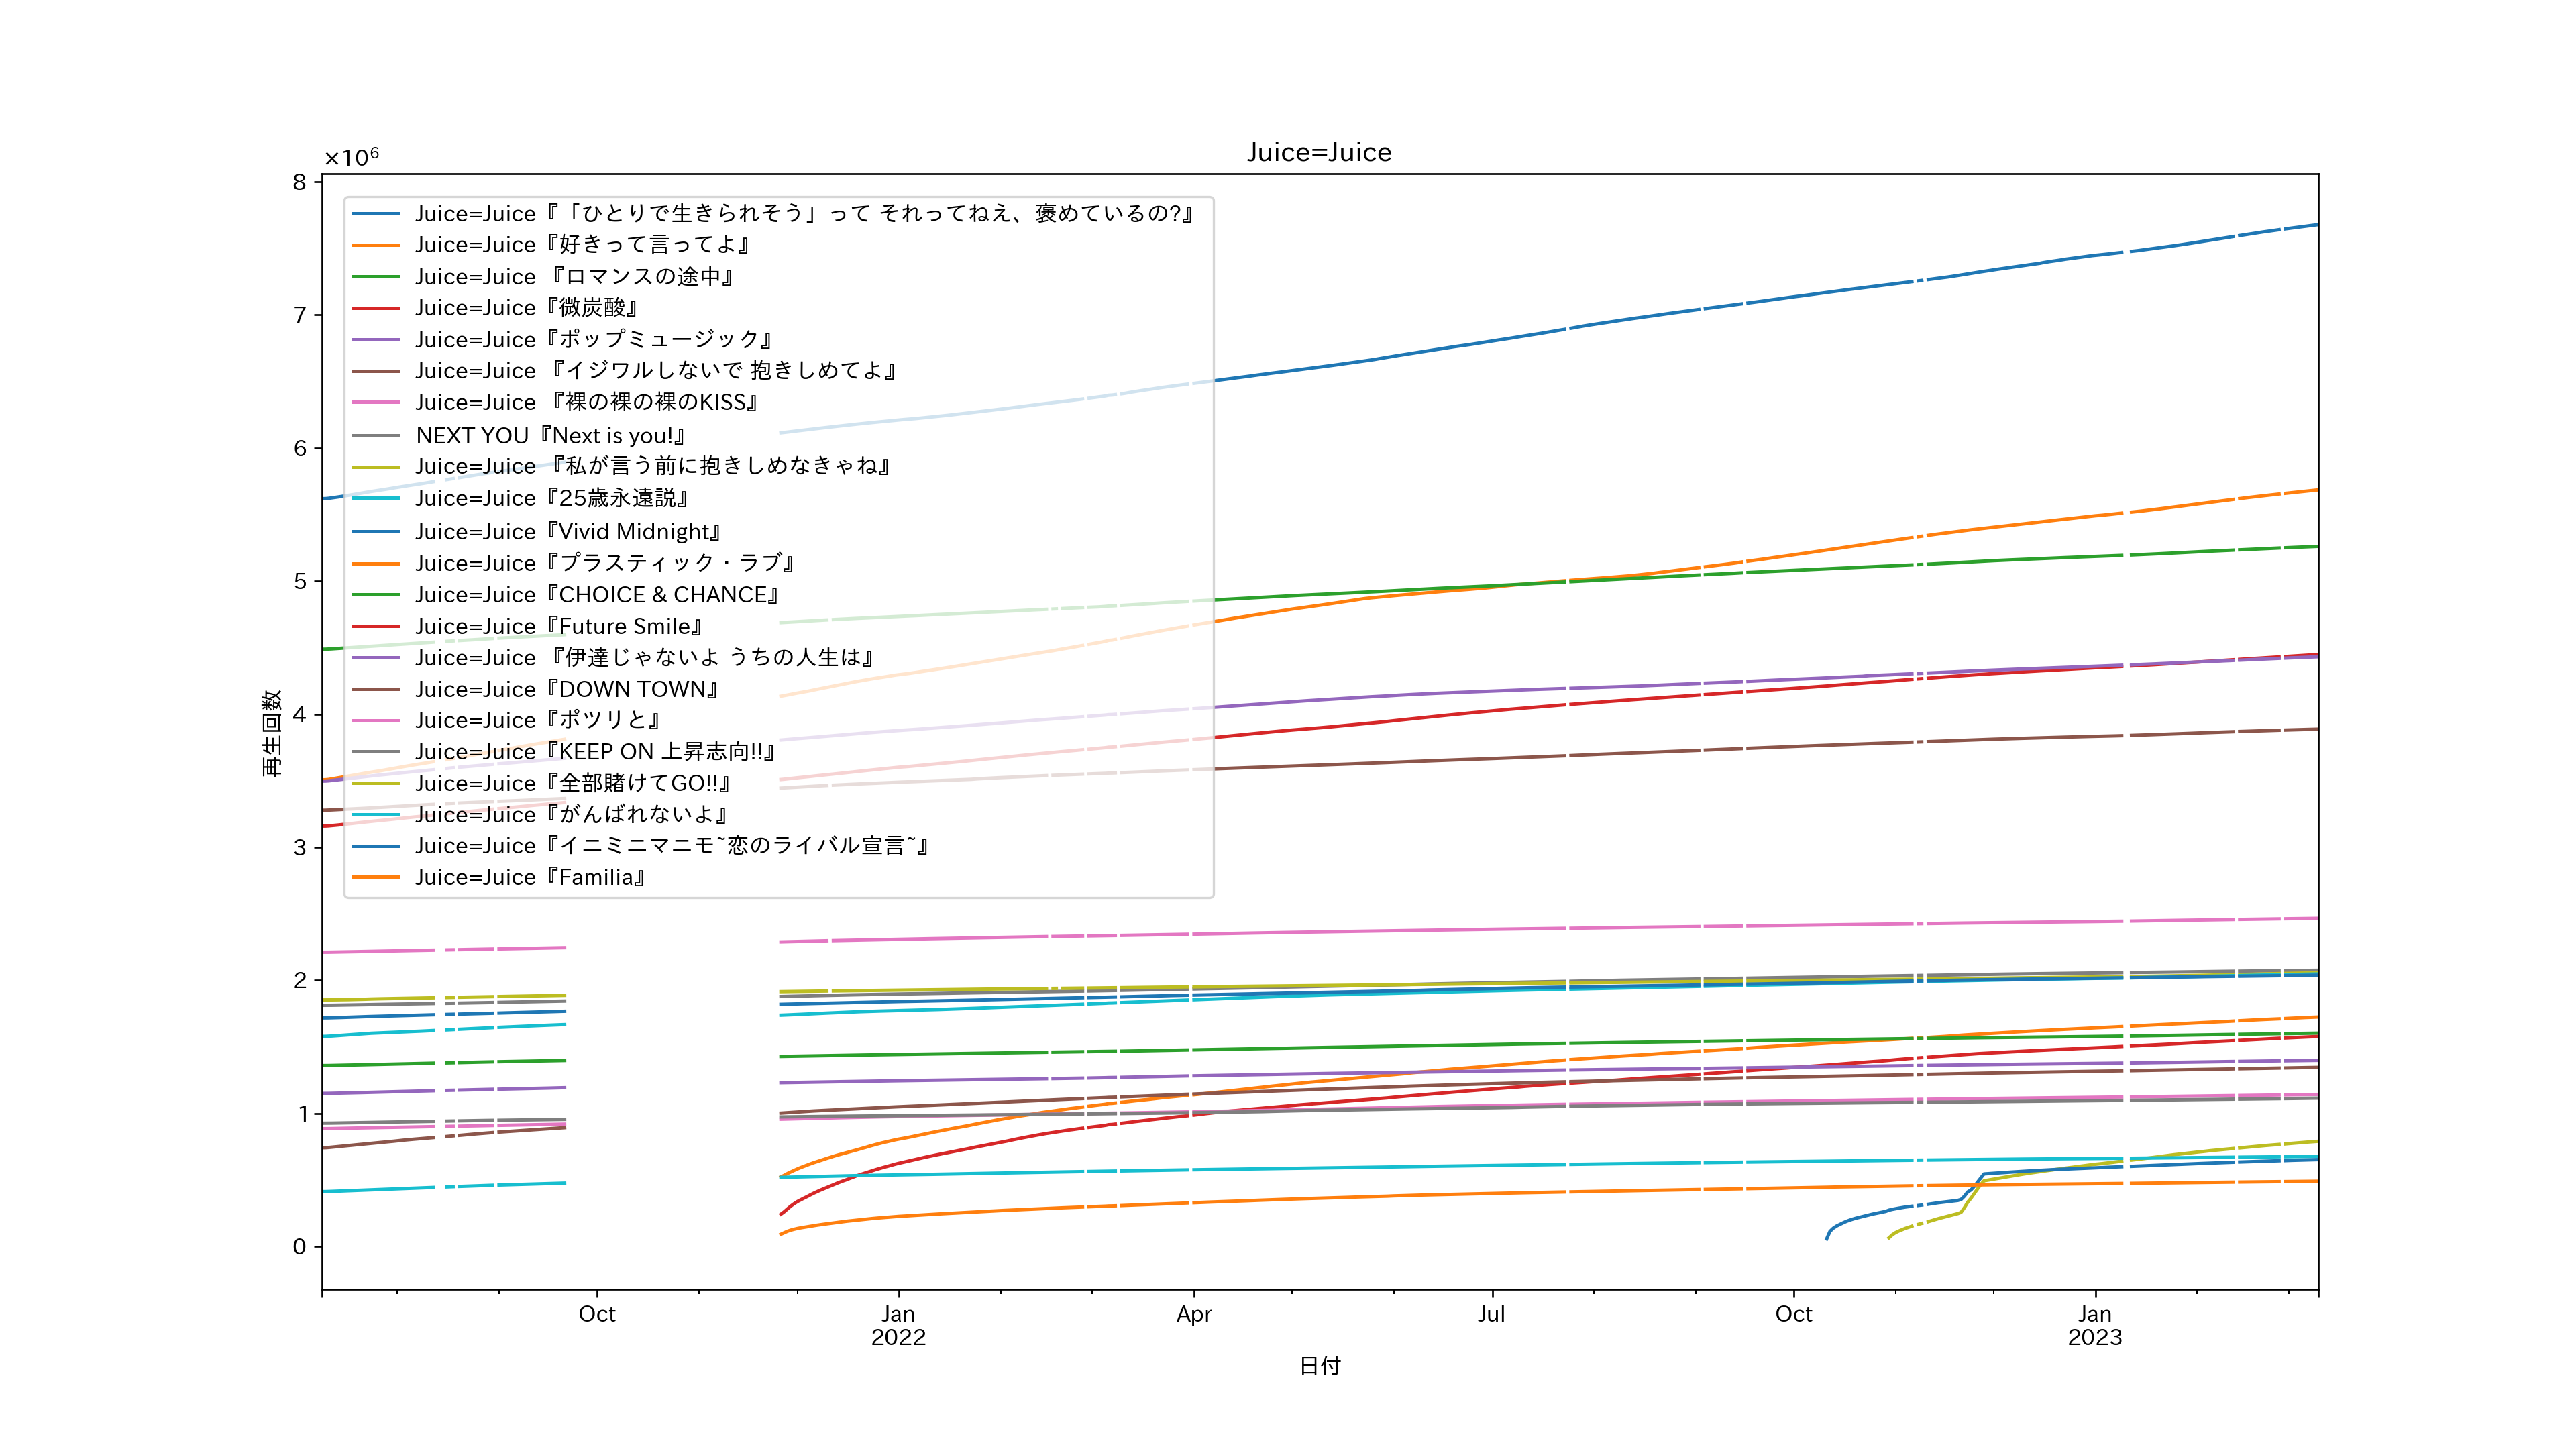 Juice=Juice
×10⁶
8
7
6
5
4
3
2
1
0
再生回数
Juice=Juice『「ひとりで生きられそう」って それってねえ、褒めているの?』
Juice=Juice『好きって言ってよ』
Juice=Juice 『ロマンスの途中』
Juice=Juice『微炭酸』
Juice=Juice『ポップミュージック』
Juice=Juice 『イジワルしないで 抱きしめてよ』
Juice=Juice 『裸の裸の裸のKISS』
NEXT YOU『Next is you!』
Juice=Juice 『私が言う前に抱きしめなきゃね』
Juice=Juice『25歳永遠説』
Juice=Juice『Vivid Midnight』
Juice=Juice『プラスティック・ラブ』
Juice=Juice『CHOICE & CHANCE』
Juice=Juice『Future Smile』
Juice=Juice 『伊達じゃないよ うちの人生は』
Juice=Juice『DOWN TOWN』
Juice=Juice『ポツリと』
Juice=Juice『KEEP ON 上昇志向!!』
Juice=Juice『全部賭けてGO!!』
Juice=Juice『がんばれないよ』
Juice=Juice『イニミニマニモ~恋のライバル宣言~』
Juice=Juice『Familia』
Oct Jan Apr Jul Oct Jan
2022 2023
日付